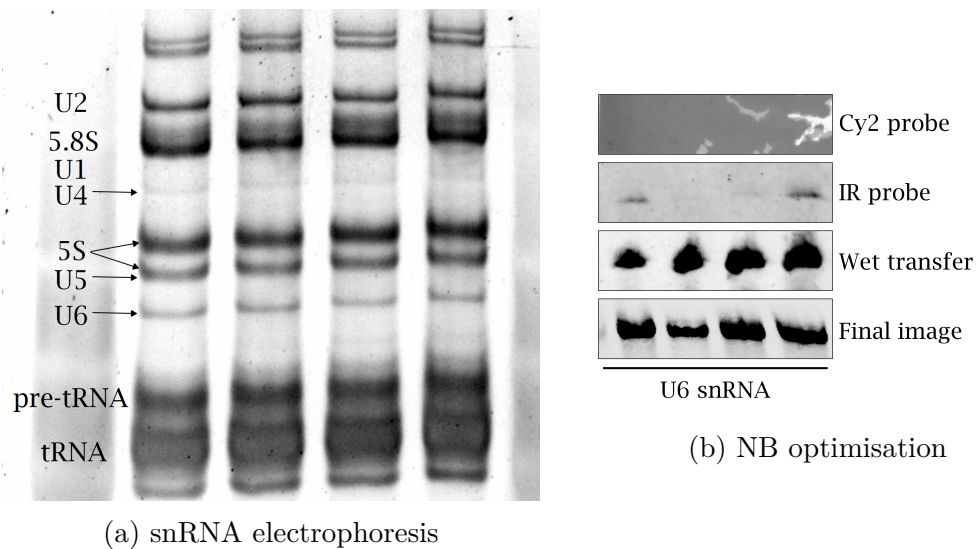 U2
5.8S
U1
U4
5S
U5
U6
pre-tRNA
tRNA
(a) snRNA electrophoresis
Cy2 probe
IR probe
Wet transfer
Final image
U6 snRNA
(b) NB optimisation